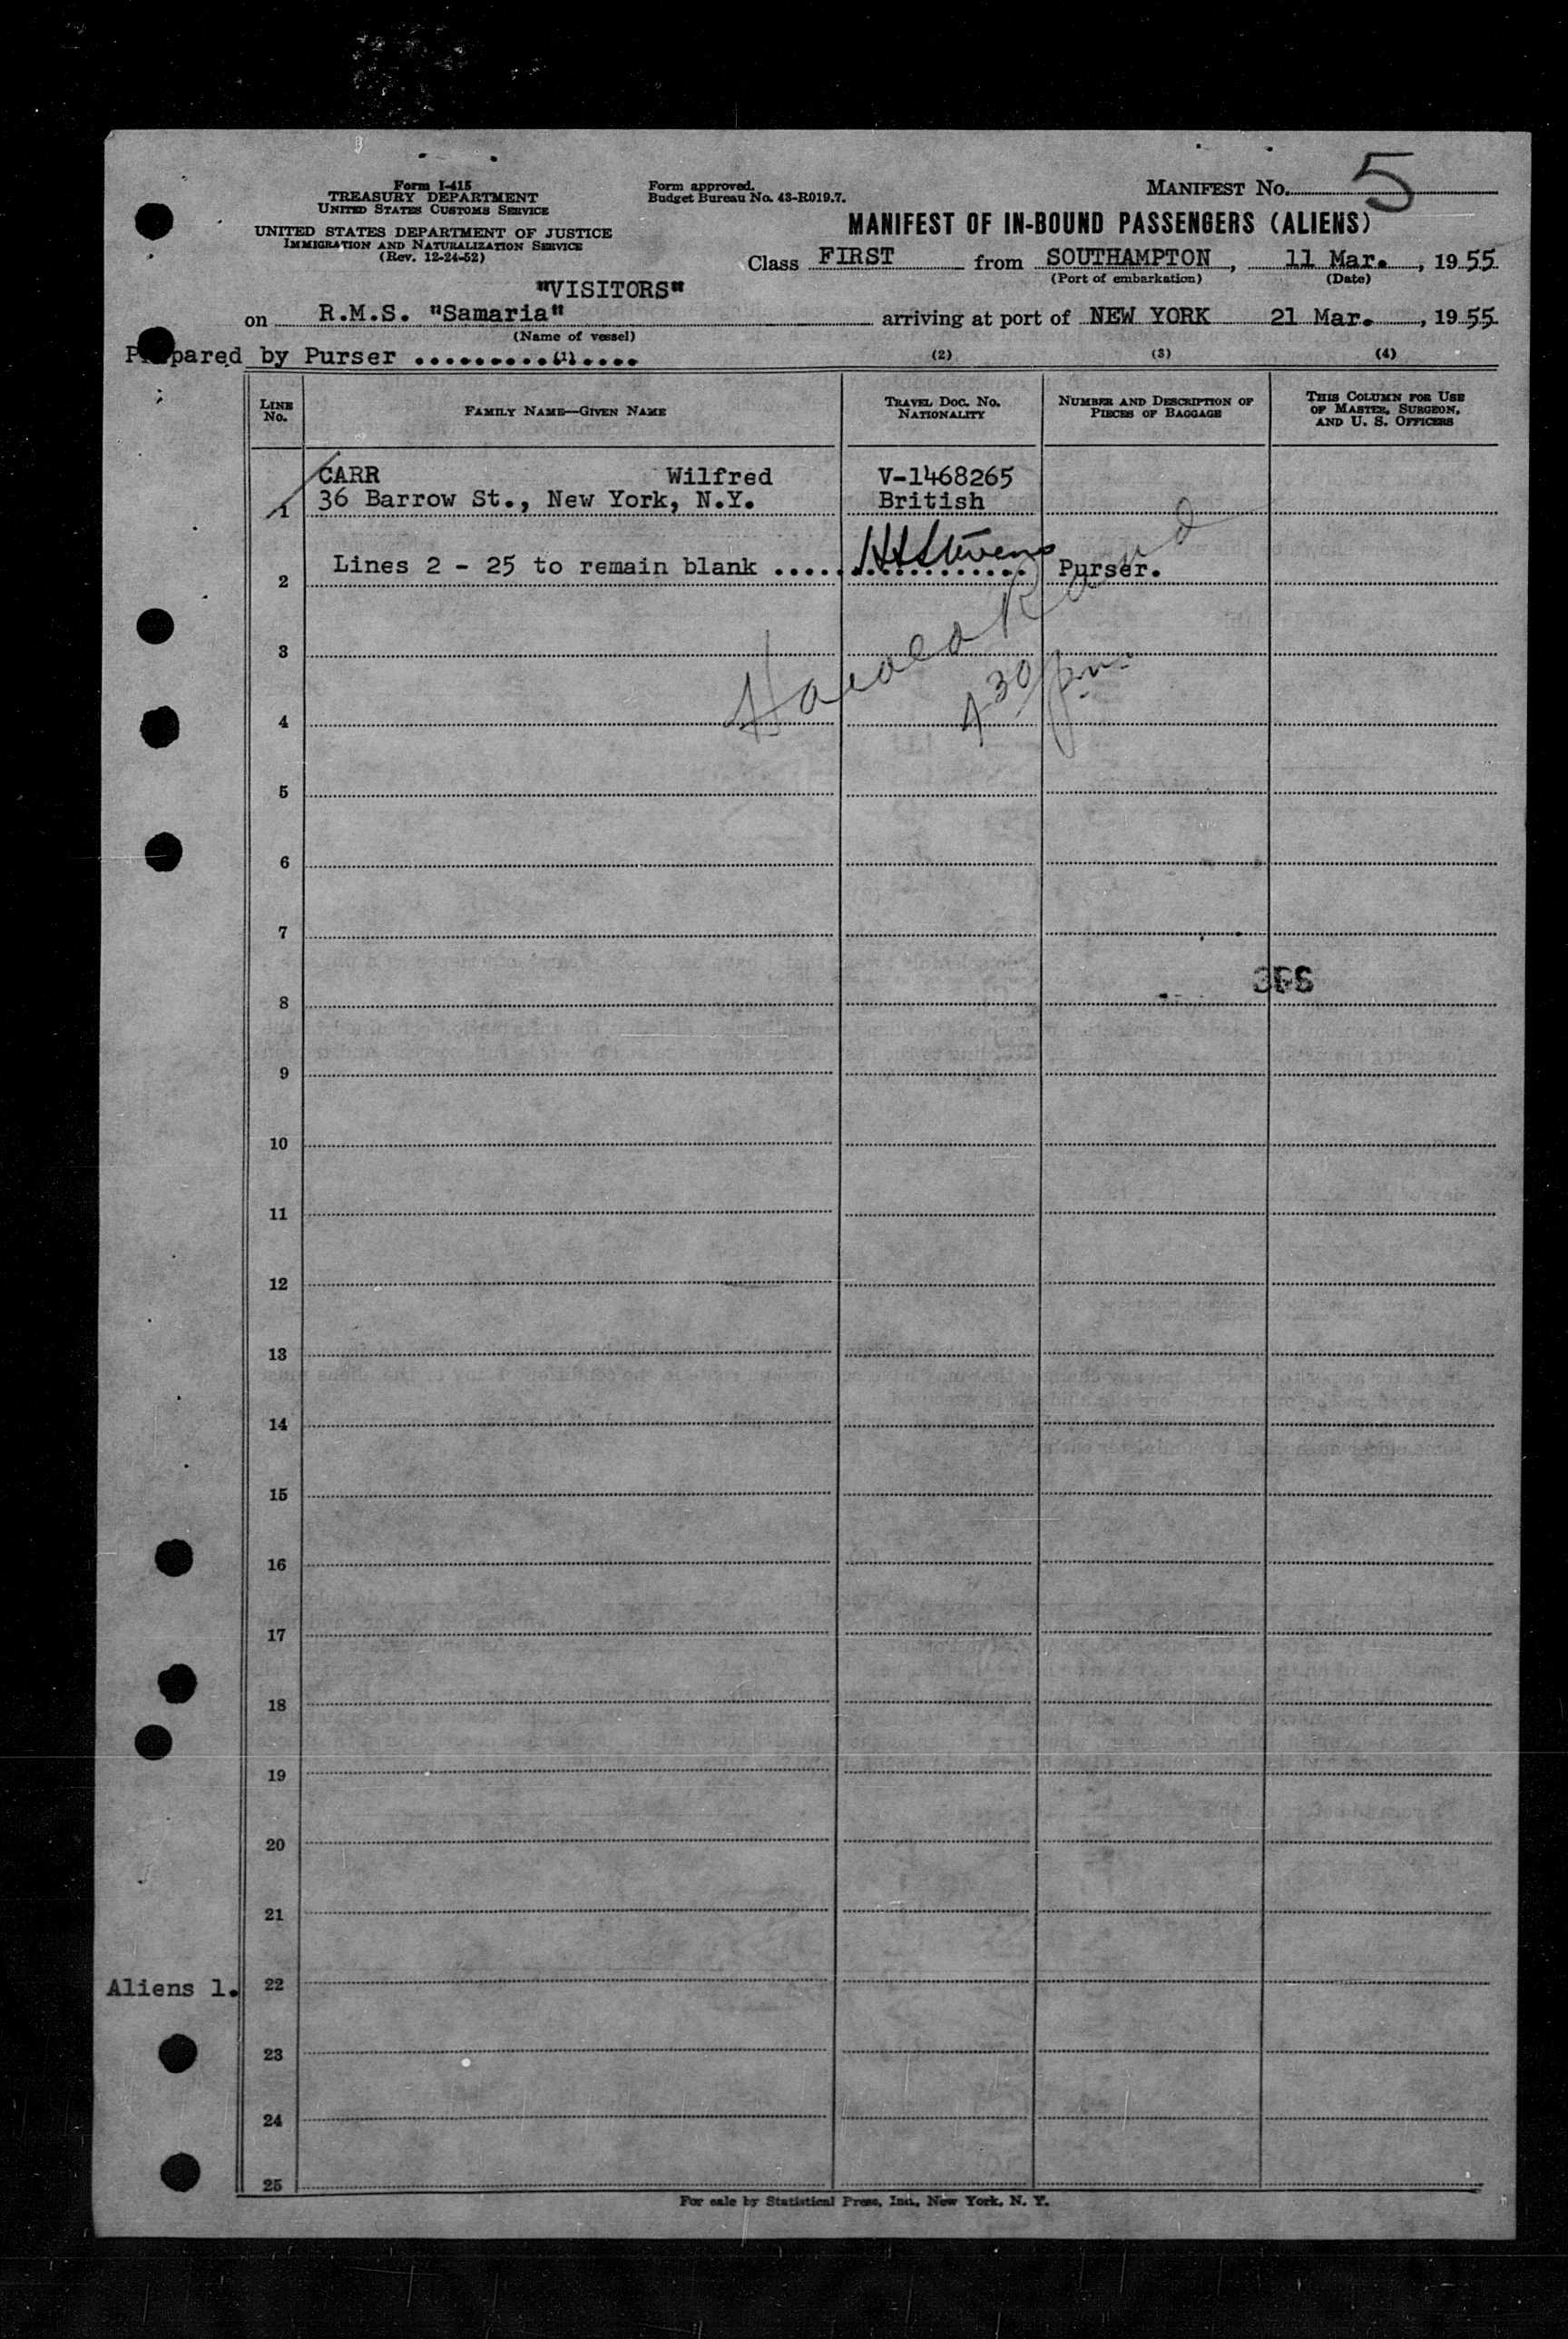 Form I-415
TREASURY DEPARTMENT
UNITED STATES CUSTOMS SERVICE
UNITED STATES DEPARTMENT OF JUSTICE
IMMIGRATION AND NATURALIZATION SERVICE
(Rev. 12-24-52)
Form approved.
Budget Bureau No. 43-R019.7.
MANIFEST No. 5
MANIFEST OF IN-BOUND PASSENGERS (ALIENS)
Class FIRST from SOUTHAMPTON, 11 Mar., 1955
(Port of embarkation) (Date)
"VISITORS"
on R.M.S. "Samaria" arriving at port of NEW YORK 21 Mar., 1955
(Name of vessel)
Prepared by Purser ..........(1)....
(2) (3) (4)
LINE No. FAMILY NAME—GIVEN NAME TRAVEL DOC. NO. NATIONALITY NUMBER AND DESCRIPTION OF PIECES OF BAGGAGE THIS COLUMN FOR USE OF MASTER, SURGEON, AND U. S. OFFICERS
CARR Wilfred V-1468265
1 36 Barrow St., New York, N.Y. British
2 Lines 2 - 25 to remain blank ..... HHStevens Purser.
Harold Rand
4 30/pm
3
4
5
6
7
8
9
10
11
12
13
14
15
16
17
18
19
20
21
Aliens 1. 22
23
24
25
For sale by Statistical Press, Inc., New York, N. Y.